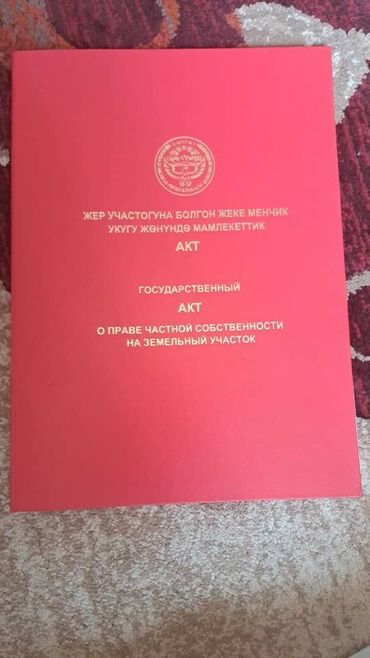 ЖЕР УЧАСТОГУНА БОЛГОН ЖЕКЕ МЕНЧИК
УКУГУ ЖӨНҮНДӨ МАМЛЕКЕТТИК
АКТ
ГОСУДАРСТВЕННЫЙ
АКТ
О ПРАВЕ ЧАСТНОЙ СОБСТВЕННОСТИ
НА ЗЕМЕЛЬНЫЙ УЧАСТОК